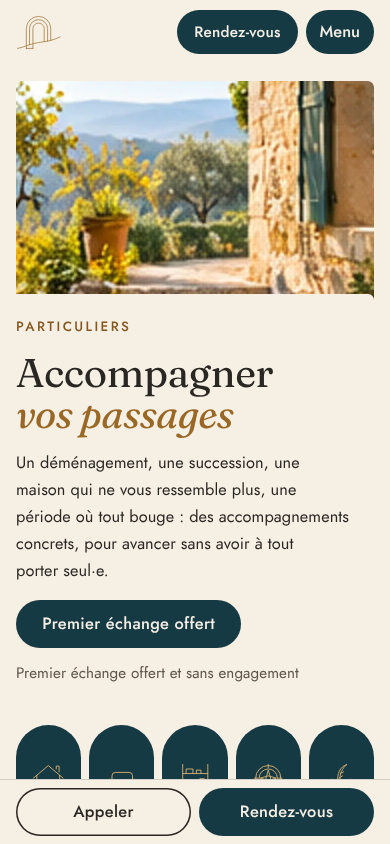 Rendez-vous
Menu
PARTICULIERS
Accompagner
vos passages
Un déménagement, une succession, une
maison qui ne vous ressemble plus, une
période où tout bouge : des accompagnements
concrets, pour avancer sans avoir à tout
porter seul·e.
Premier échange offert
Premier échange offert et sans engagement
Appeler
Rendez-vous